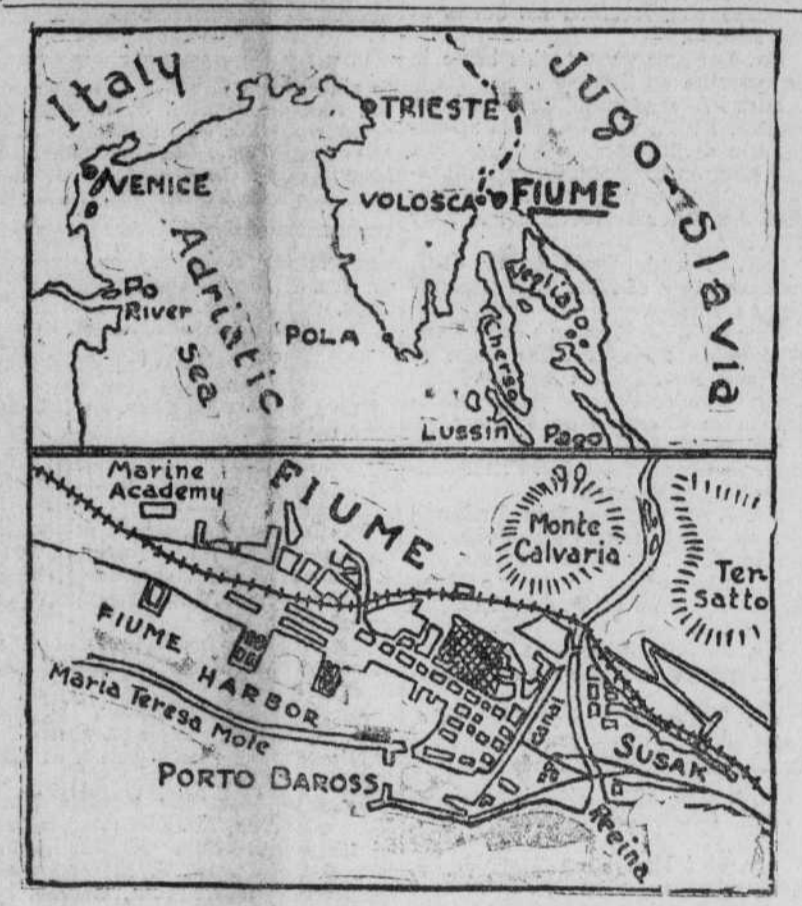 Italy
Jugo-Slavia
TRIESTE
VENICE
VOLOSCA
FIUME
Adriatic
sea
Po
River
POLA
Veglia
Cherso
Lussin
Pago
Marine
Academy
FIUME
Monte
Calvaria
Ter-
satto
FIUME
HARBOR
Maria Teresa Mole
canal
SUSAK
PORTO BAROSS
Recina